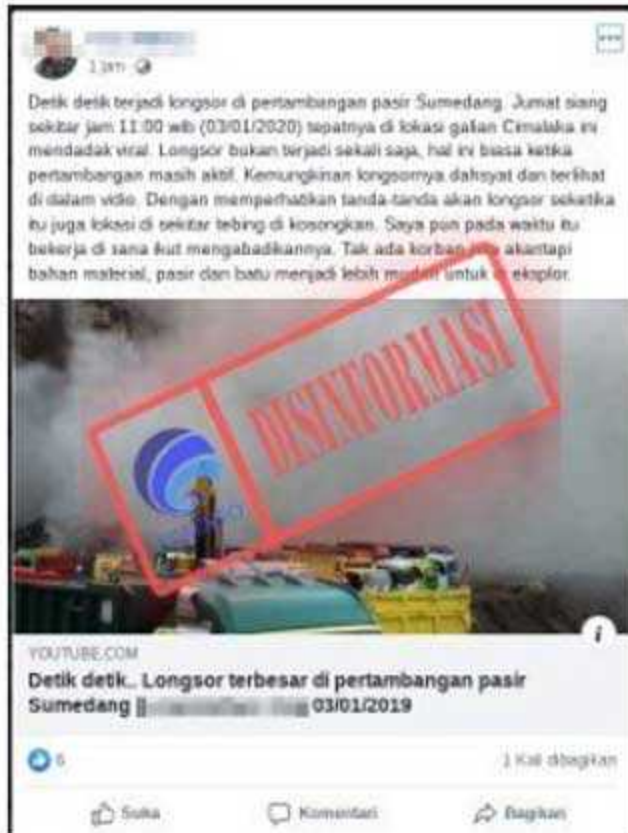 1 jam
Detik detik terjadi longsor di pertambangan pasir Sumedang. Jumat siang
sekitar jam 11:00 wib (03/01/2020) tepatnya di lokasi galian Cimalaka ini
mendadak viral. Longsor bukan terjadi sekali saja, hal ini biasa ketika
pertambangan masih aktif. Kemungkinan longsornya dahsyat dan terlihat
di dalam vidio. Dengan memperhatikan tanda-tanda akan longsor seketika
itu juga lokasi di sekitar tebing di kosongkan. Saya pun pada waktu itu
bekerja di sana ikut mengabadikannya. Tak ada korban akantapi
bahan material, pasir dan batu menjadi lebih mudah untuk eksplor.
DISINFORMASI
YOUTUBE.COM
Detik detik.. Longsor terbesar di pertambangan pasir
Sumedang 03/01/2019
6
1 Kali dibagikan
Suka
Komentari
Bagikan